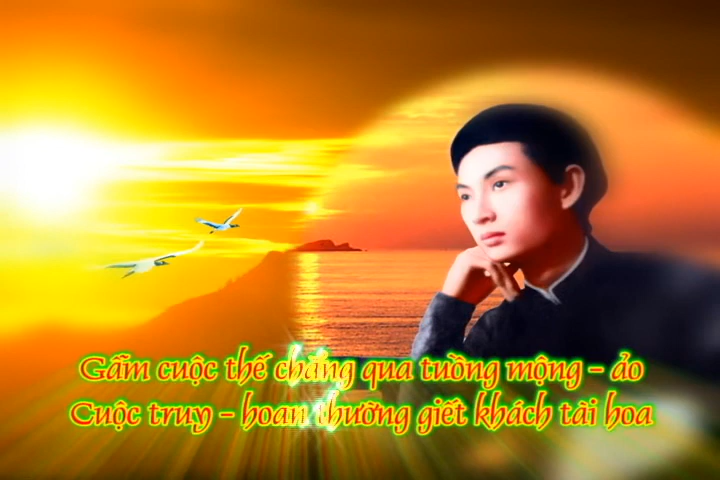 Gẫm cuộc thế chẳng qua tuồng mộng - ảo
Cuộc truy - hoan thường giết khách tài hoa